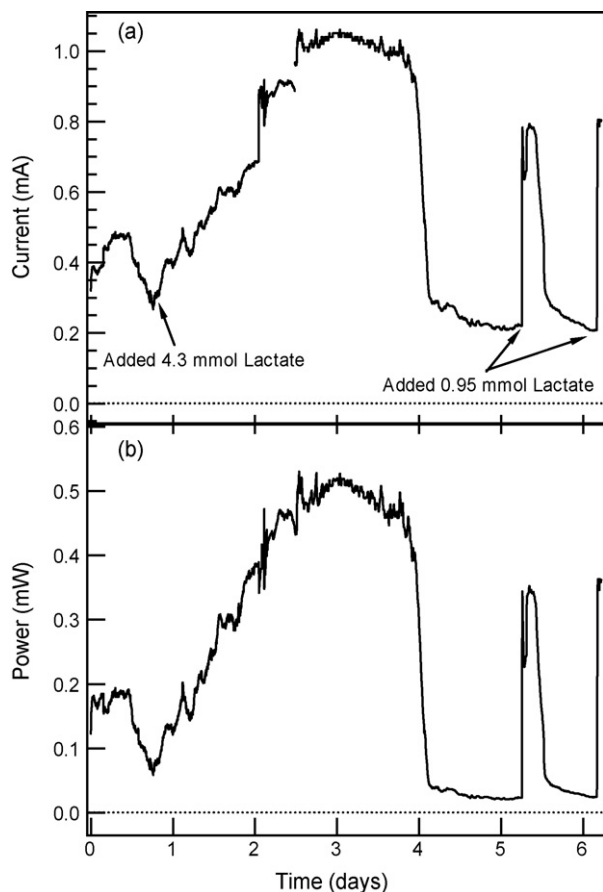 (a)
1.0
0.8
0.6
0.4
0.2
0.0
Current (mA)
Added 4.3 mmol Lactate
Added 0.95 mmol Lactate
(b)
0.6
0.5
0.4
0.3
0.2
0.1
0.0
Power (mW)
0 1 2 3 4 5 6
Time (days)